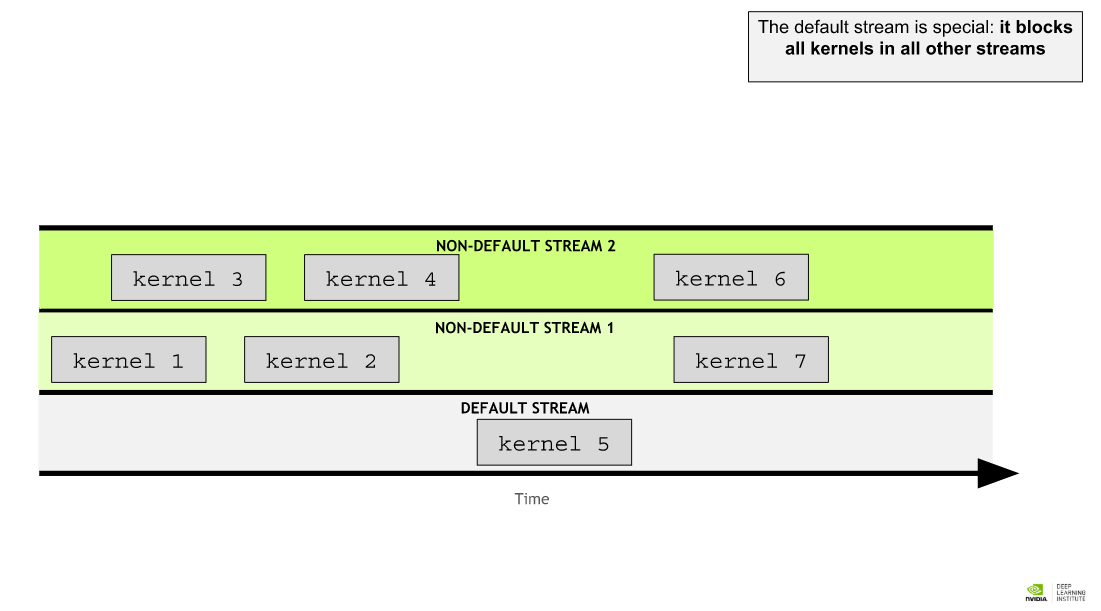 The default stream is special: it blocks
all kernels in all other streams
NON-DEFAULT STREAM 2
kernel 3
kernel 4
kernel 6
NON-DEFAULT STREAM 1
kernel 1
kernel 2
kernel 7
DEFAULT STREAM
kernel 5
Time
NVIDIA.
DEEP
LEARNING
INSTITUTE